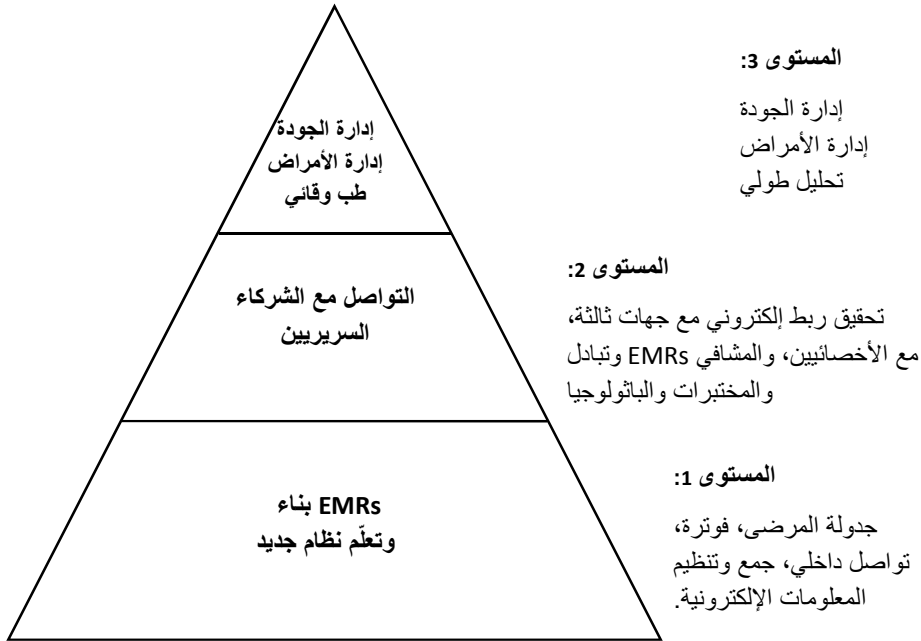 إدارة الجودة
إدارة الأمراض
طب وقائي
المستوى 3:
إدارة الجودة
إدارة الأمراض
تحليل طولي
التواصل مع الشركاء
السريريين
المستوى 2:
تحقيق ربط إلكتروني مع جهات ثالثة،
وتبادل EMRs مع الأخصائيين، والمشافي
والمختبرات والباثولوجيا
بناء EMRs
وتعلّم نظام جديد
المستوى 1:
جدولة المرضى، فوترة،
تواصل داخلي، جمع وتنظيم
المعلومات الإلكترونية.